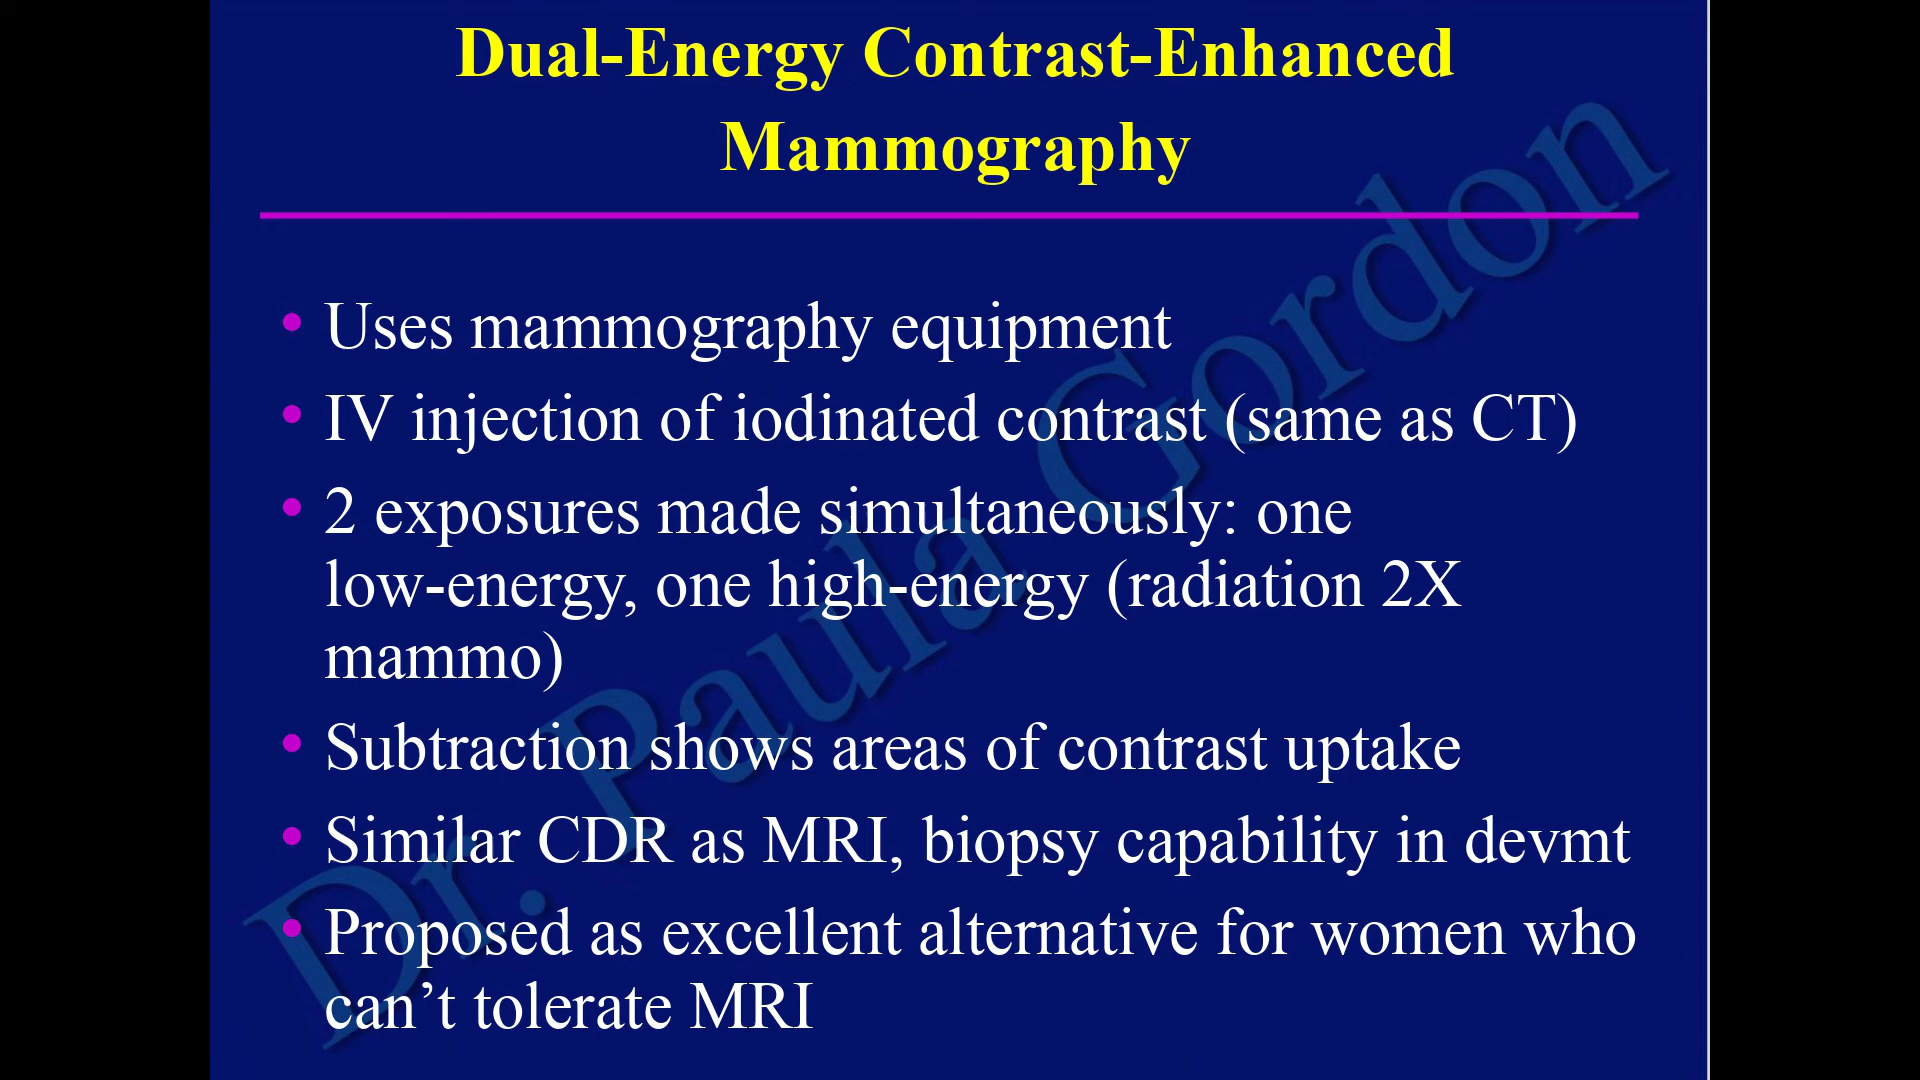 Dual-Energy Contrast-Enhanced
Mammography
• Uses mammography equipment
• IV injection of iodinated contrast (same as CT)
• 2 exposures made simultaneously: one
low-energy, one high-energy (radiation 2X
mammo)
• Subtraction shows areas of contrast uptake
• Similar CDR as MRI, biopsy capability in devmt
• Proposed as excellent alternative for women who
can’t tolerate MRI
Dr. Paula Gordon